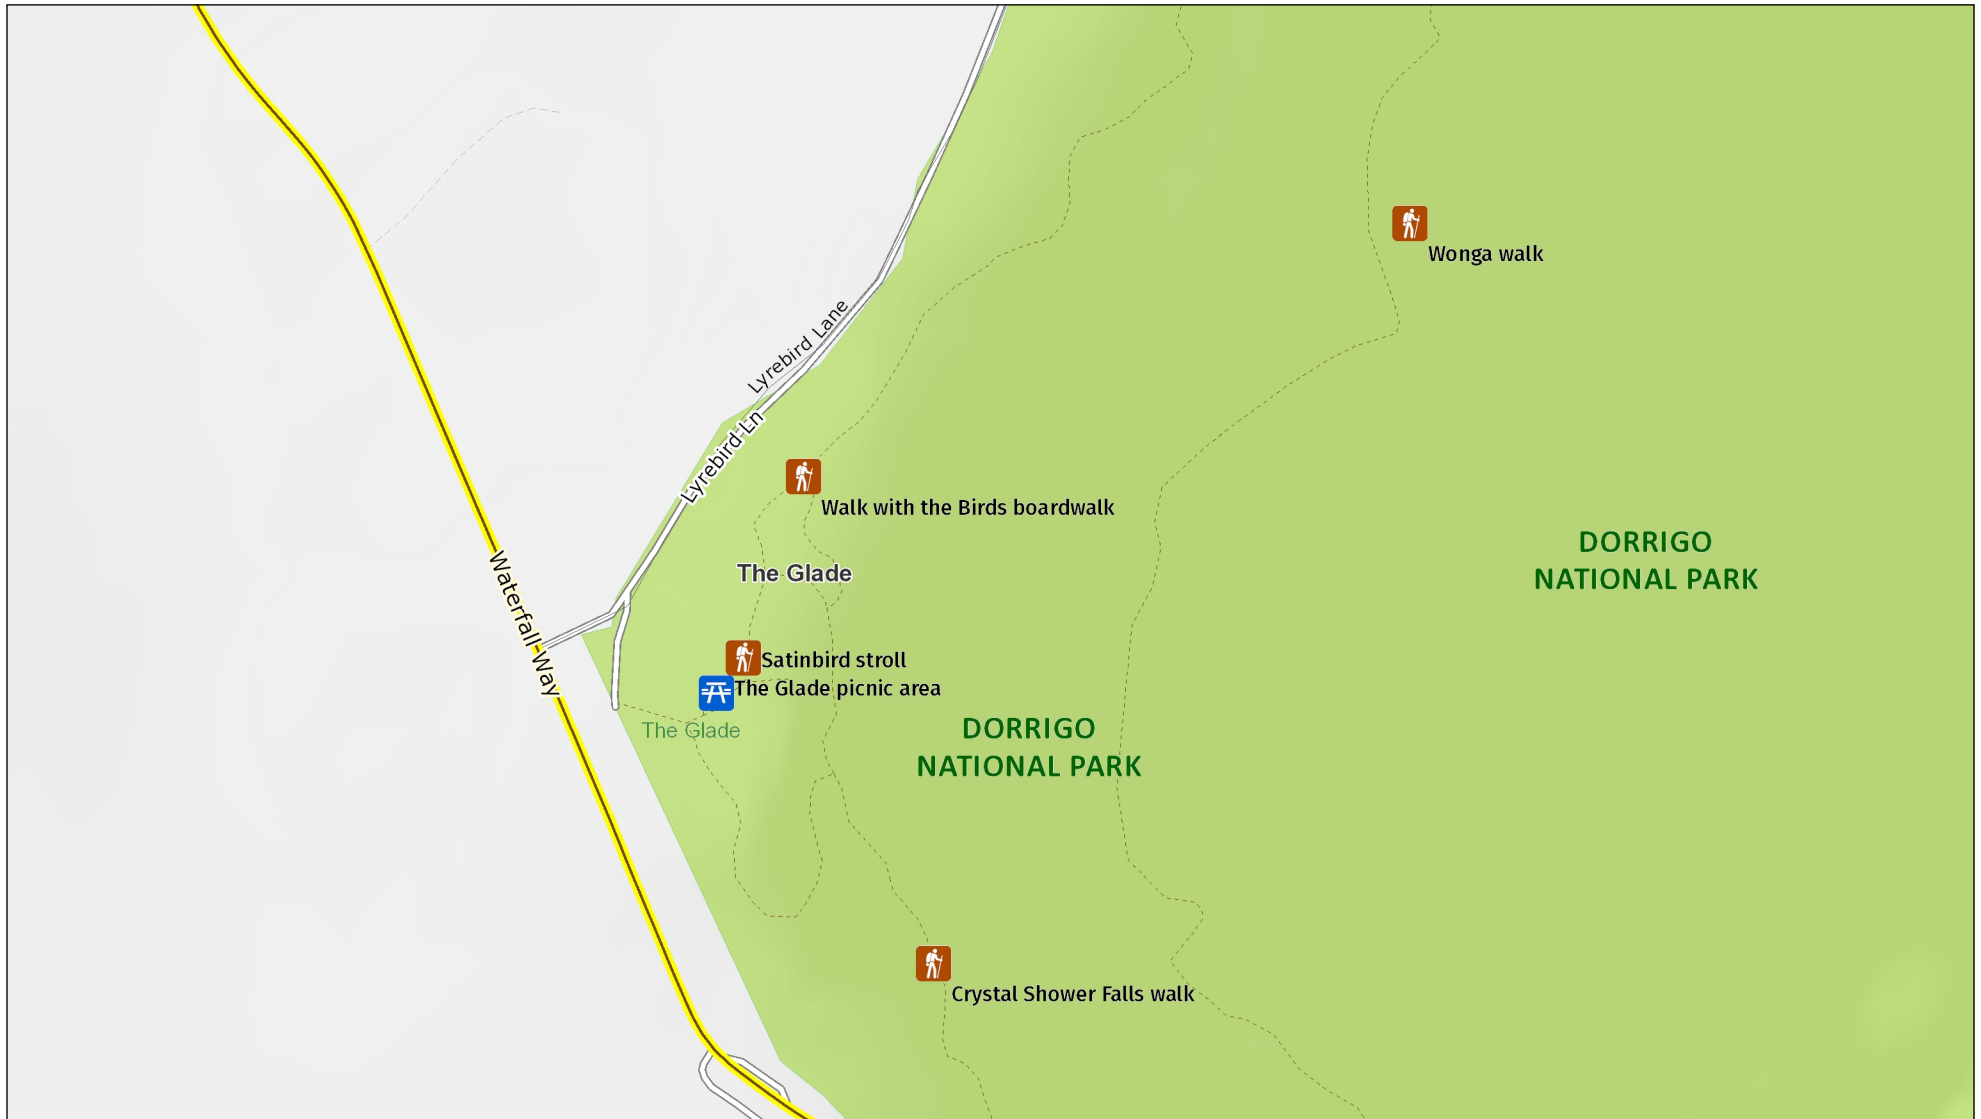 Wonga walk
Lyrebird Lane
Lyrebird Ln
Walk with the Birds boardwalk
DORRIGO
NATIONAL PARK
The Glade
Waterfall Way
Satinbird stroll
The Glade picnic area
The Glade
DORRIGO
NATIONAL PARK
Crystal Shower Falls walk